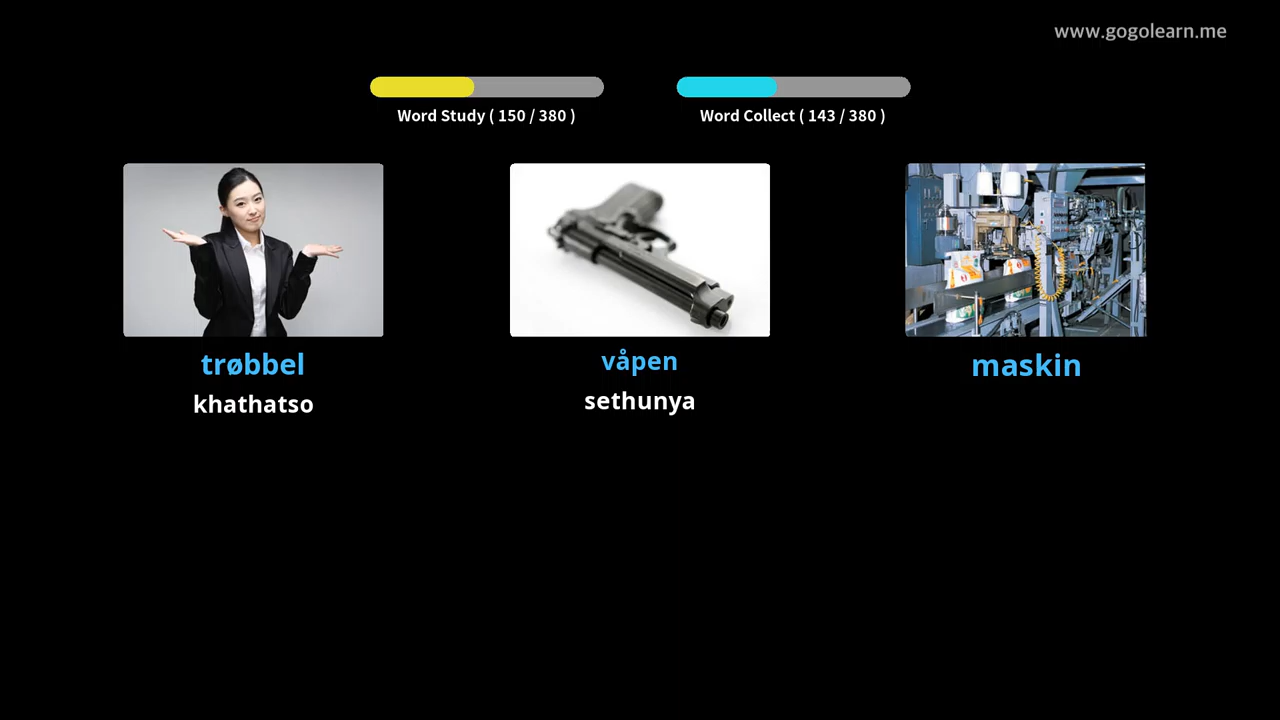 www.gogolearn.me
Word Study ( 150 / 380 )
Word Collect ( 143 / 380 )
trøbbel
khathatso
våpen
sethunya
maskin